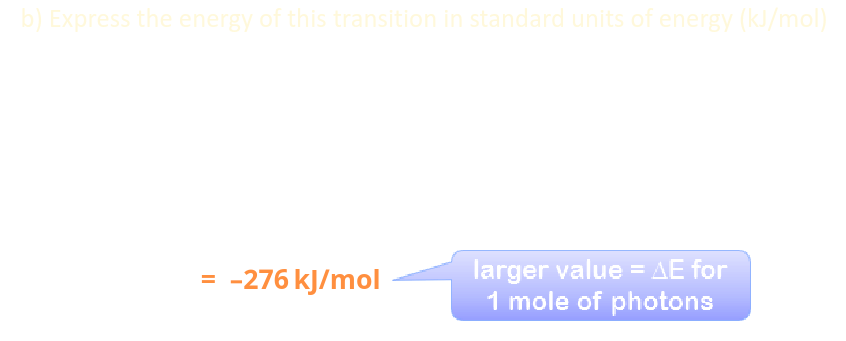 b) Express the energy of this transition in standard units of energy (kJ/mol)
= –276 kJ/mol
larger value = ΔE for
1 mole of photons